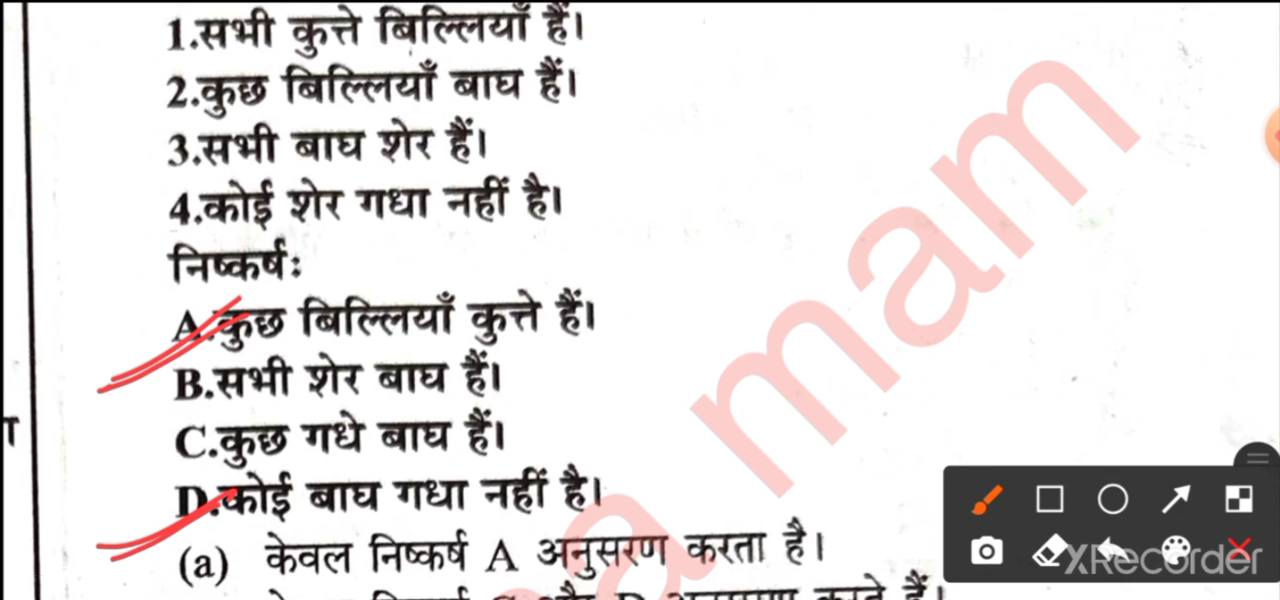 1.सभी कुत्ते बिल्लियाँ हैं।
2.कुछ बिल्लियाँ बाघ हैं।
3.सभी बाघ शेर हैं।
4.कोई शेर गधा नहीं है।
निष्कर्षः
A.कुछ बिल्लियाँ कुत्ते हैं।
B.सभी शेर बाघ हैं।
C.कुछ गधे बाघ हैं।
D.कोई बाघ गधा नहीं है।
(a) केवल निष्कर्ष A अनुसरण करता है।
mam
XRecorder